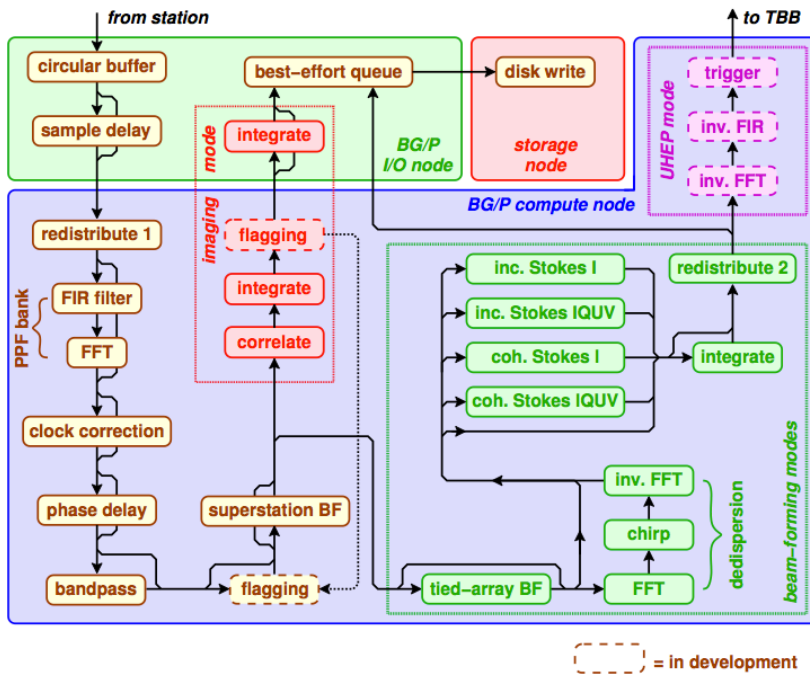 from station
to TBB
circular buffer
best-effort queue
disk write
trigger
sample delay
integrate
inv. FIR
BG/P
I/O node
storage
node
inv. FFT
UHEP mode
imaging mode
BG/P compute node
redistribute 1
flagging
inc. Stokes I
redistribute 2
FIR filter
integrate
inc. Stokes IQUV
PPF bank
FFT
correlate
coh. Stokes I
integrate
coh. Stokes IQUV
clock correction
inv. FFT
phase delay
superstation BF
chirp
dedispersion
beam-forming modes
bandpass
flagging
tied-array BF
FFT
= in development